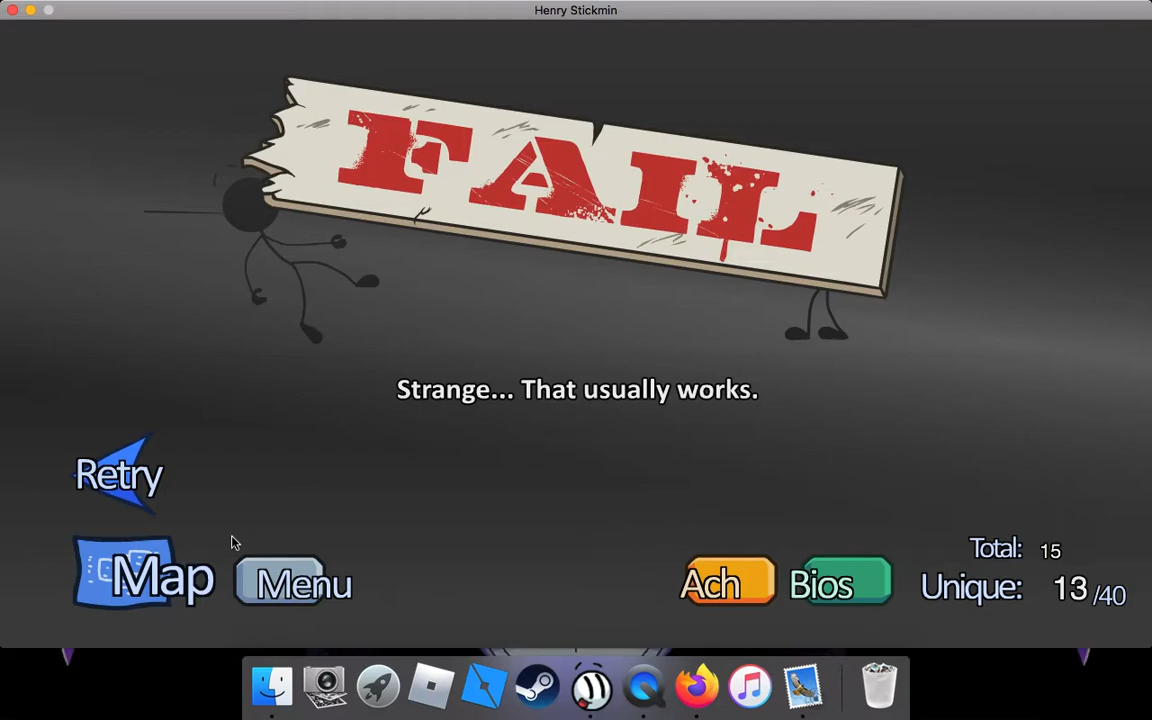 Henry Stickmin
FAIL
Strange... That usually works.
Retry
Map
Menu
Ach
Bios
Total: 15
Unique: 13 /40